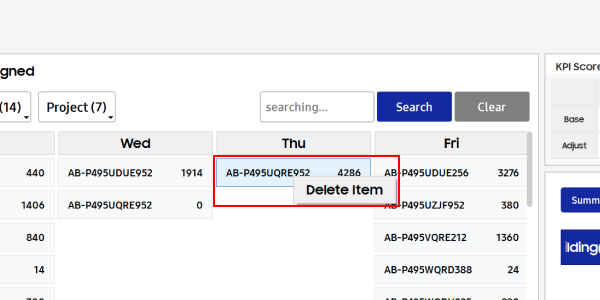 gned
KPI Score
(14)
Project (7)
searching...
Search
Clear
Base
Adjust
Wed
Thu
Fri
440
AB-P495UDUE952 1914
AB-P495UQRE952 4286
AB-P495UDUE256 3276
Delete Item
1406
AB-P495UQRE952 0
AB-P495UZJF952 380
840
AB-P495VQRE212 1360
14
AB-P495WQRD388 24
Summ
lding